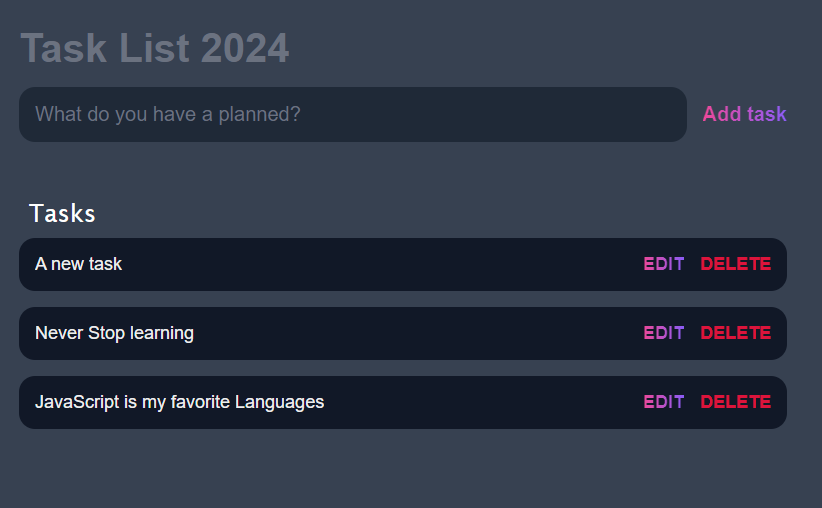 Task List 2024
What do you have a planned?
Add task
Tasks
A new task
EDIT DELETE
Never Stop learning
EDIT DELETE
JavaScript is my favorite Languages
EDIT DELETE